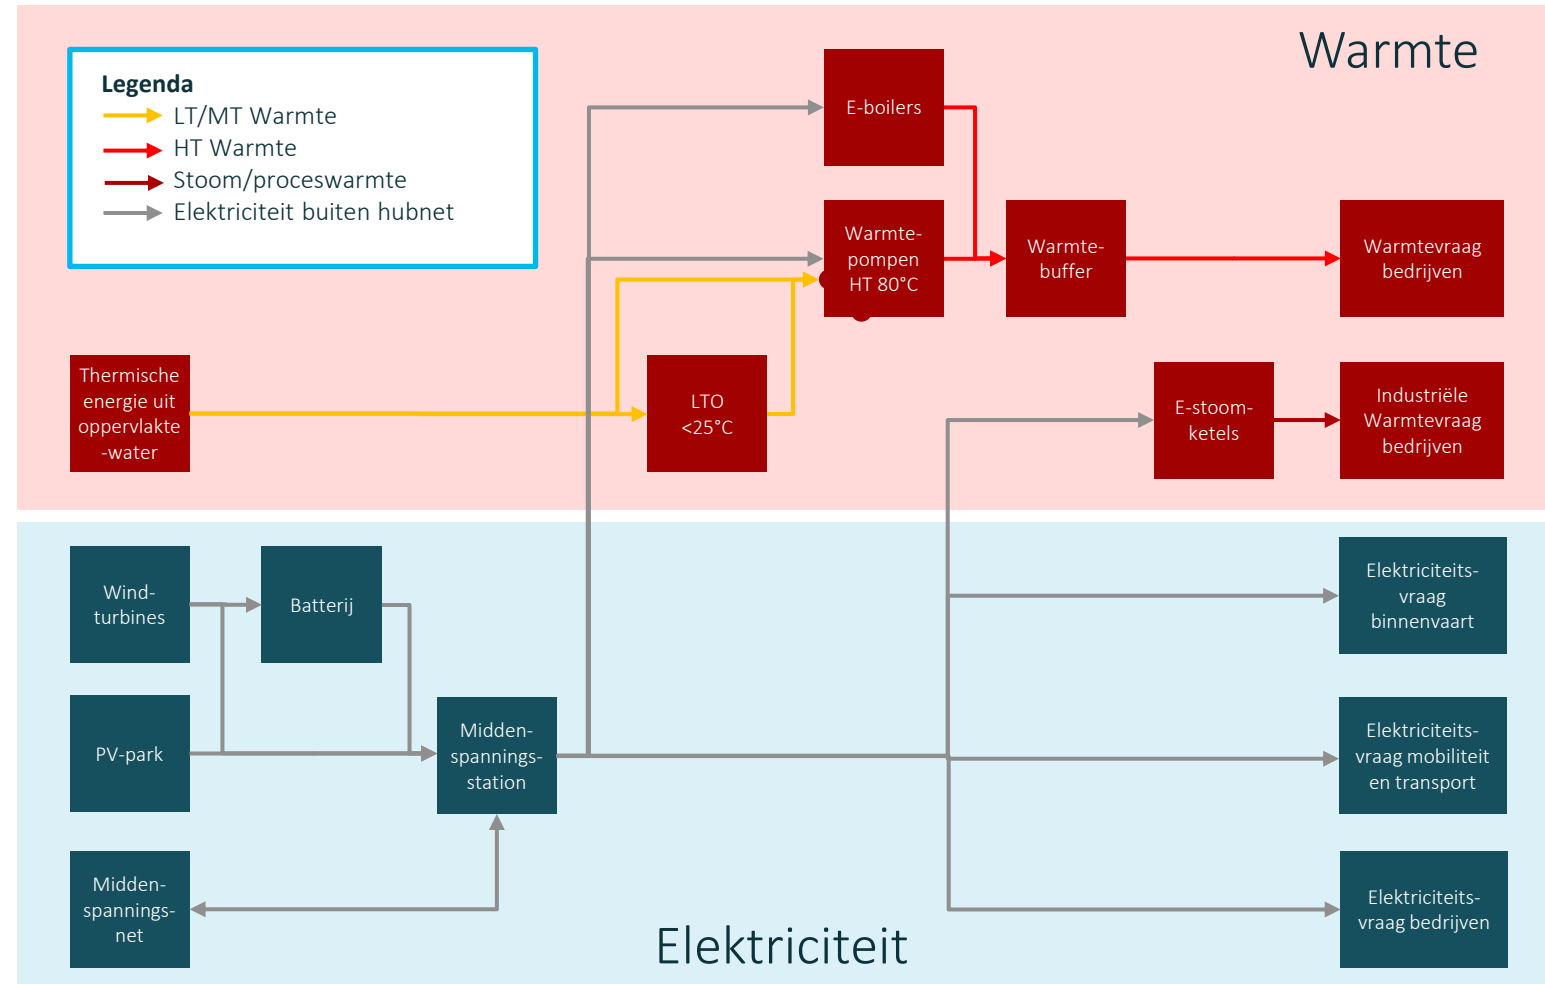 Warmte
Legenda
LT/MT Warmte
HT Warmte
Stoom/proceswarmte
Elektriciteit buiten hubnet
E-boilers
Warmte-
pompen
HT 80°C
Warmte-
buffer
Warmtevraag
bedrijven
Thermische
energie uit
oppervlakte
-water
LTO
<25°C
E-stoom-
ketels
Industriële
Warmtevraag
bedrijven
Wind-
turbines
Batterij
Elektriciteits-
vraag
binnenvaart
PV-park
Midden-
spannings-
station
Elektriciteits-
vraag mobiliteit
en transport
Midden-
spannings-
net
Elektriciteits-
vraag bedrijven
Elektriciteit